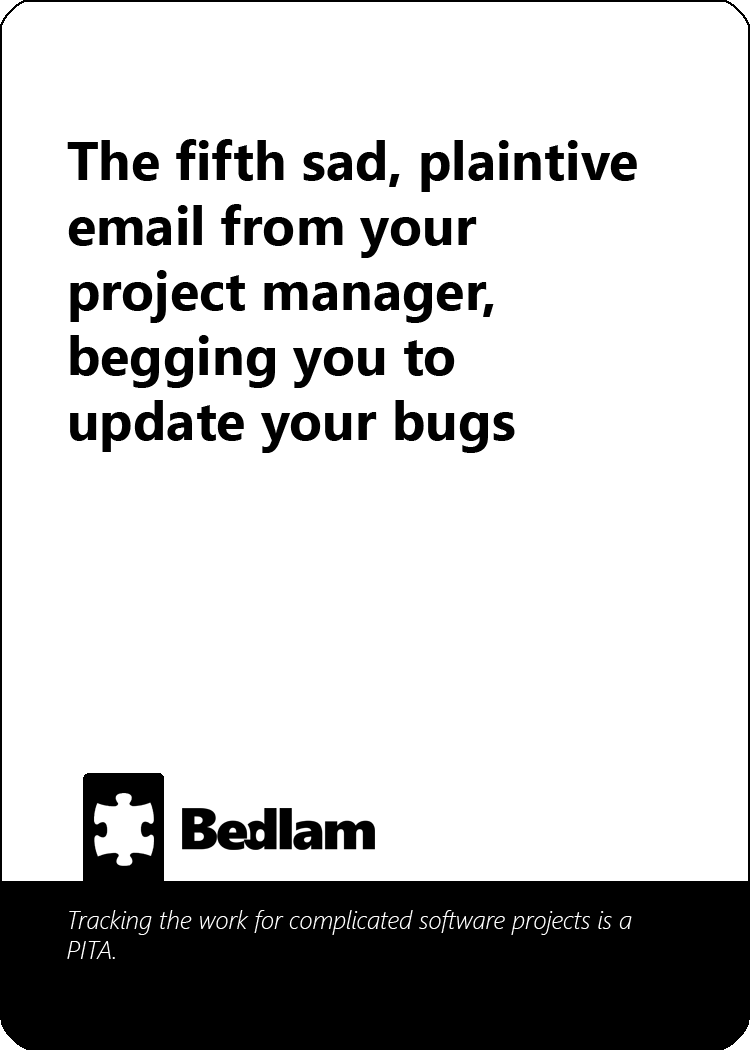 The fifth sad, plaintive
email from your
project manager,
begging you to
update your bugs
Bedlam
Tracking the work for complicated software projects is a
PITA.